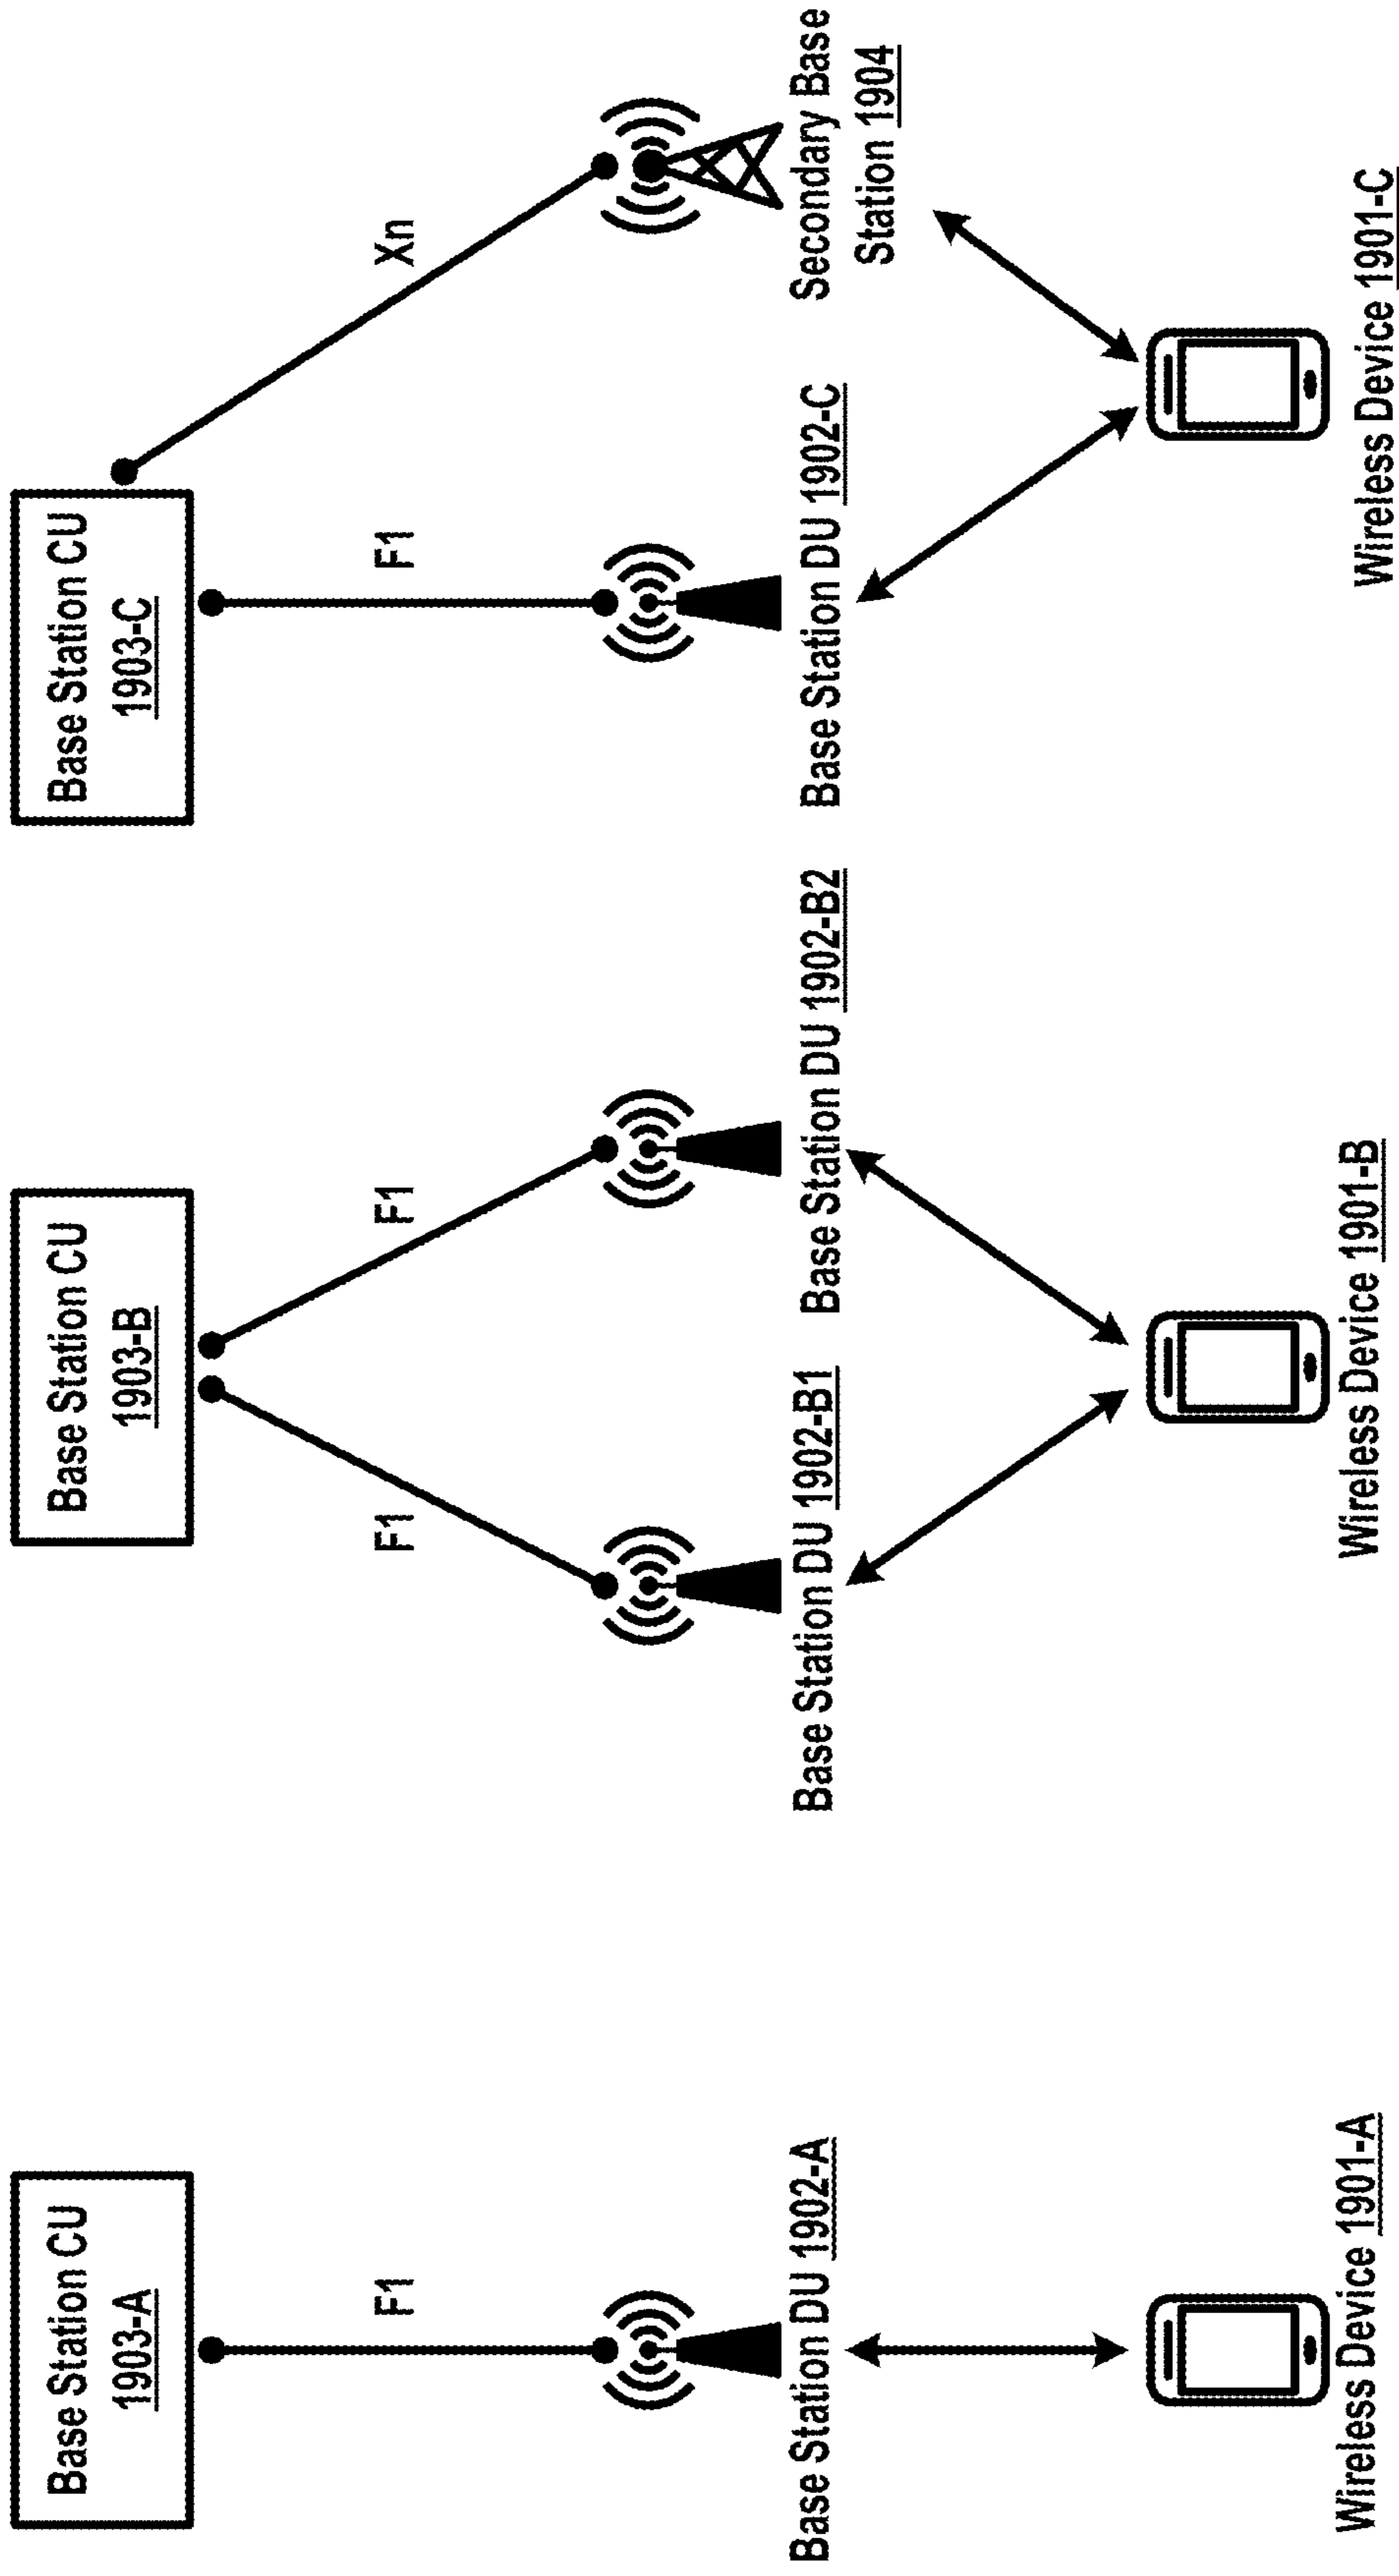 Base Station CU
1903-A
F1
Base Station DU 1902-A
Wireless Device 1901-A
Base Station CU
1903-B
F1
F1
Base Station DU 1902-B1
Base Station DU 1902-B2
Wireless Device 1901-B
Base Station CU
1903-C
F1
Xn
Base Station DU 1902-C
Secondary Base
Station 1904
Wireless Device 1901-C